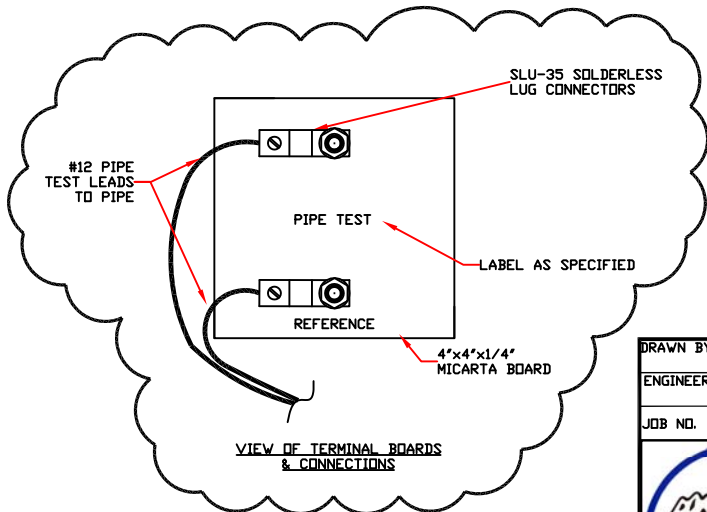 SLU-35 SOLDERLESS
LUG CONNECTORS
#12 PIPE
TEST LEADS
TO PIPE
PIPE TEST
LABEL AS SPECIFIED
REFERENCE
4"x4"x1/4"
MICARTA BOARD
VIEW OF TERMINAL BOARDS
& CONNECTIONS
DRAWN BY
ENGINEER
JOB NO.